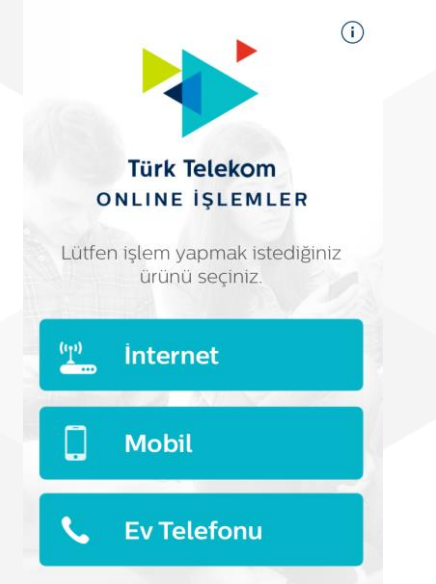 Türk Telekom
ONLINE İŞLEMLER
Lütfen işlem yapmak istediğiniz
ürünü seçiniz.
İnternet
Mobil
Ev Telefonu